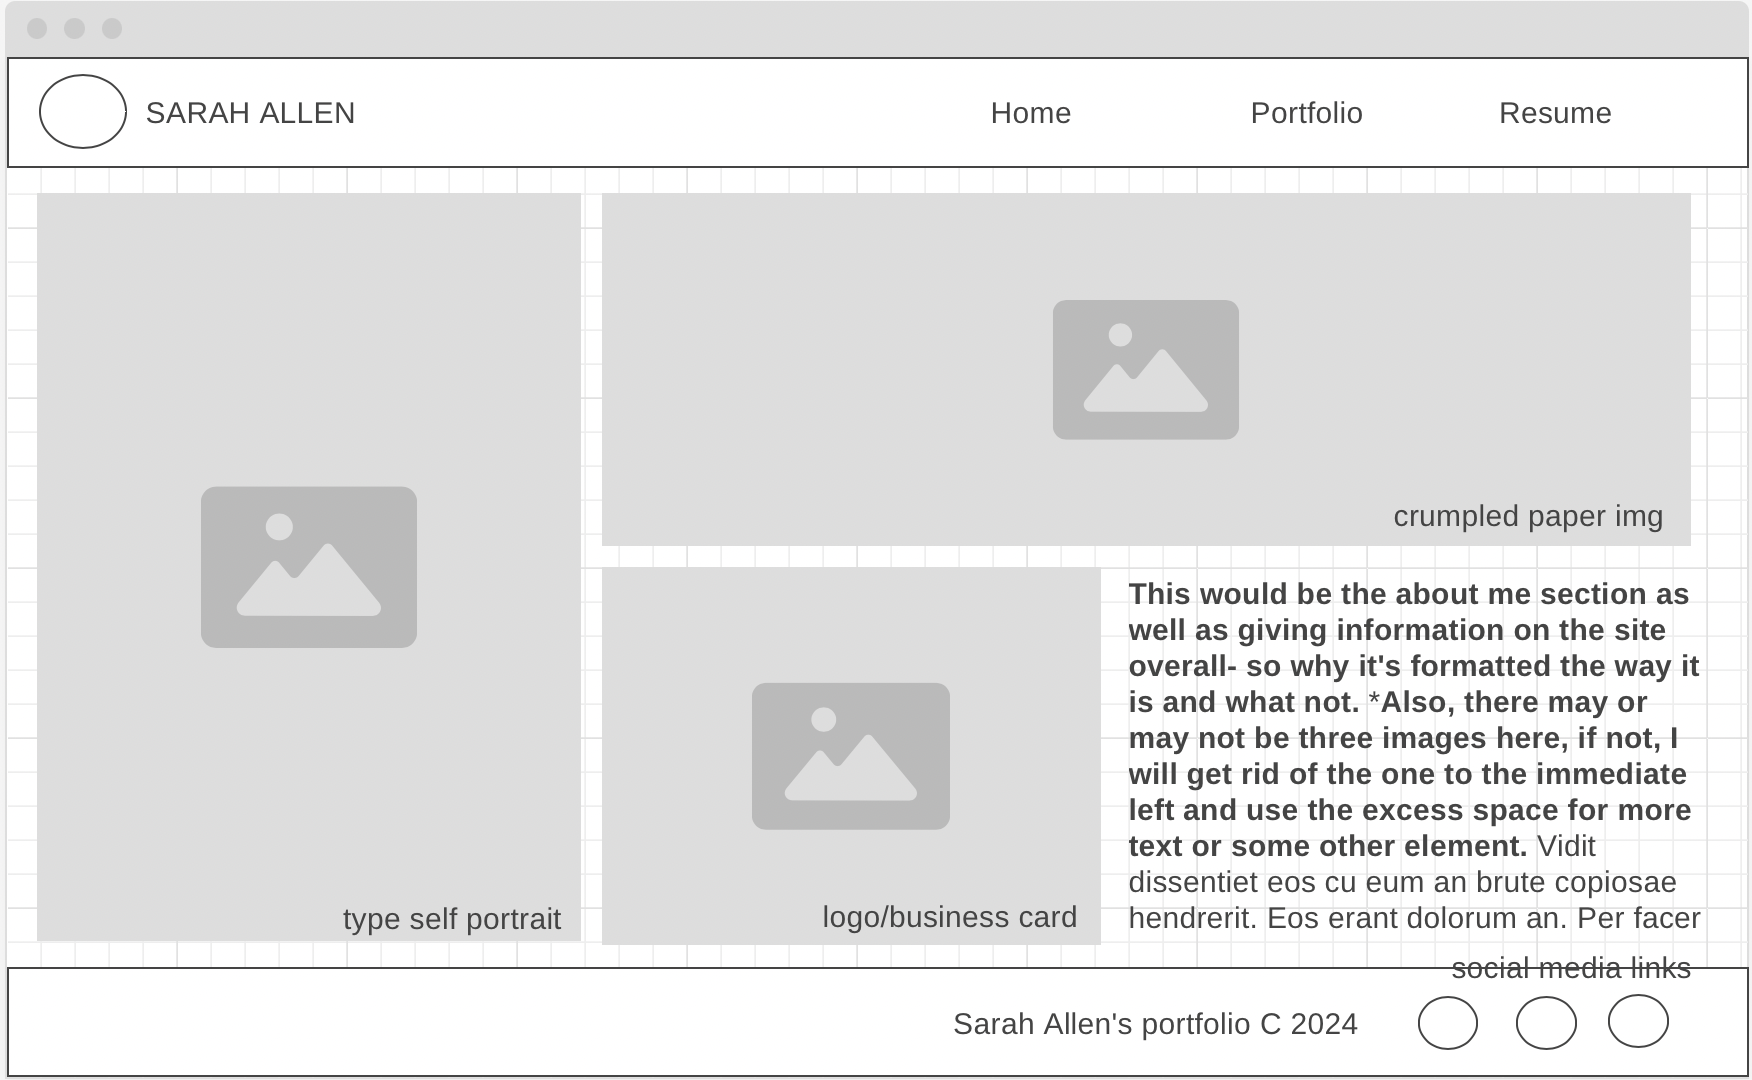 SARAH ALLEN
Home
Portfolio
Resume
crumpled paper img
type self portrait
logo/business card
This would be the about me section as
well as giving information on the site
overall- so why it's formatted the way it
is and what not. *Also, there may or
may not be three images here, if not, I
will get rid of the one to the immediate
left and use the excess space for more
text or some other element. Vidit
dissentiet eos cu eum an brute copiosae
hendrerit. Eos erant dolorum an. Per facer
social media links
Sarah Allen's portfolio C 2024